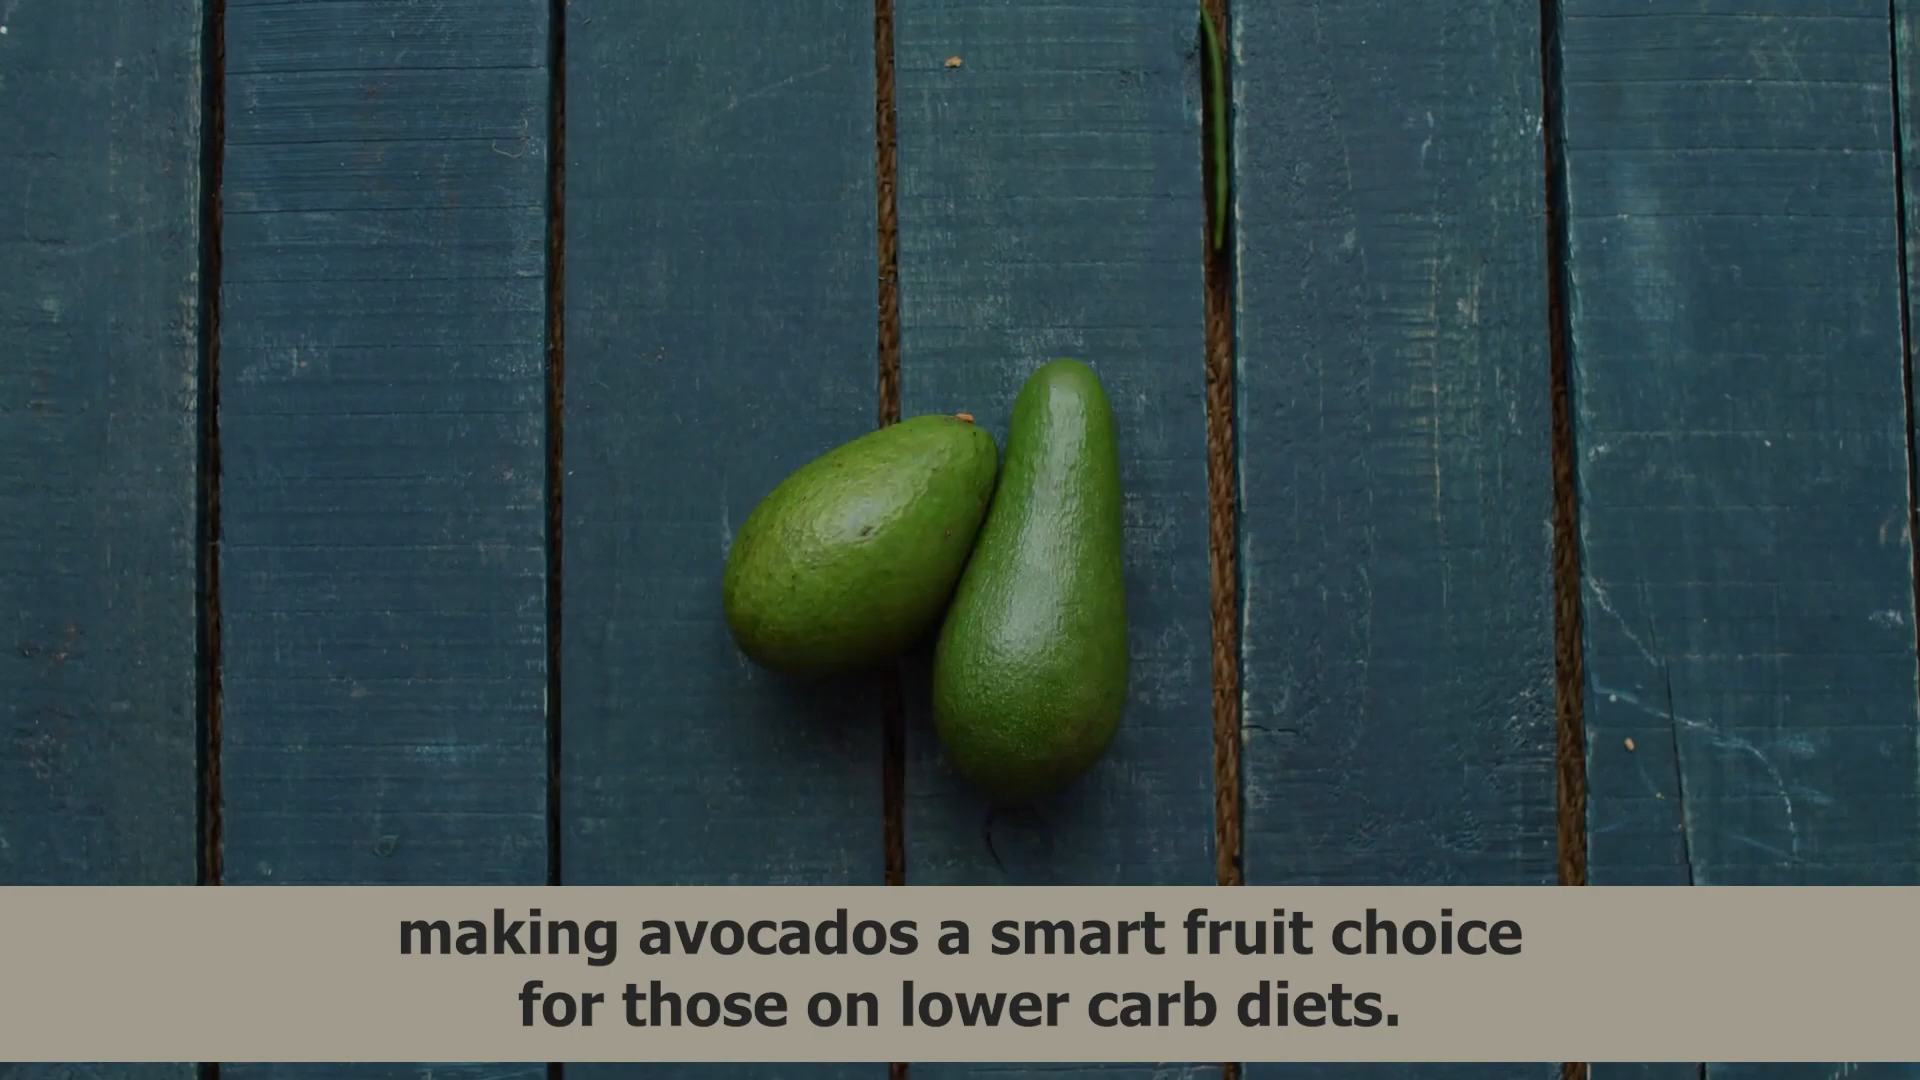 making avocados a smart fruit choice
for those on lower carb diets.